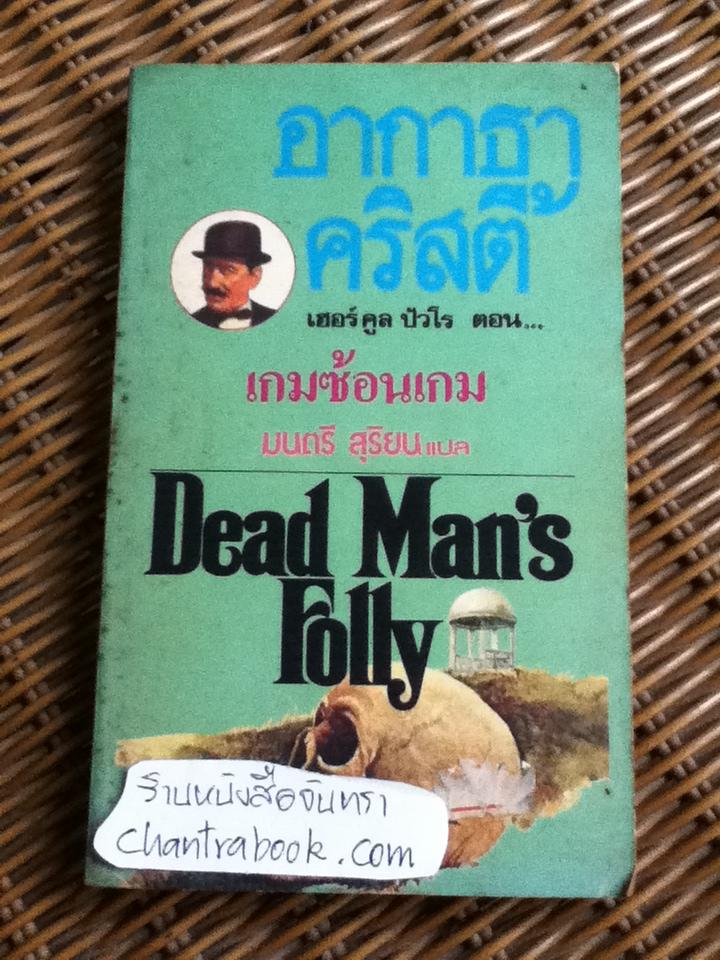 อากาธา
คริสตี้
เฮอร์คูล ปัวโร ตอน...
เกมซ้อนเกม
มนตรี สุริยนแปล
Dead Man's
Folly
ร้านหนังสือจันทรา
chantrabook.com